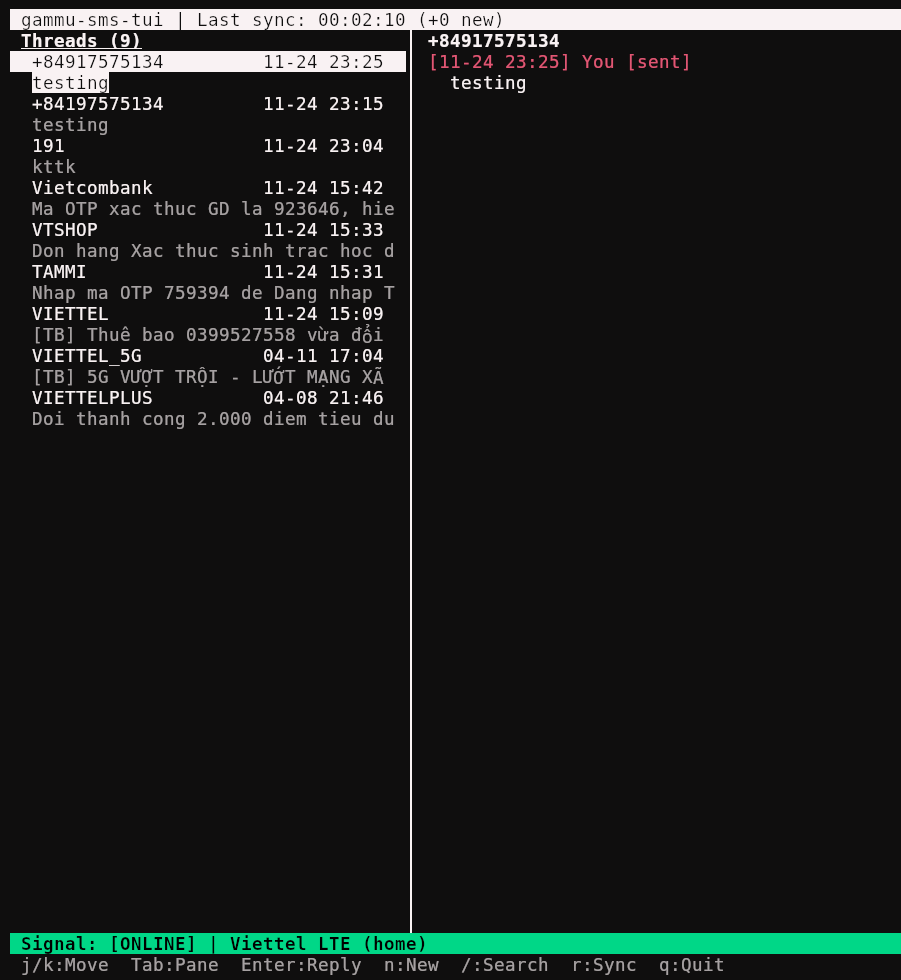 gammu-sms-tui | Last sync: 00:02:10 (+0 new)
Threads (9)
+84917575134 11-24 23:25
testing
+84197575134 11-24 23:15
testing
191 11-24 23:04
kttk
Vietcombank 11-24 15:42
Ma OTP xac thuc GD la 923646, hie
VTSHOP 11-24 15:33
Don hang Xac thuc sinh trac hoc d
TAMMI 11-24 15:31
Nhap ma OTP 759394 de Dang nhap T
VIETTEL 11-24 15:09
[TB] Thuê bao 0399527558 vừa đổi
VIETTEL_5G 04-11 17:04
[TB] 5G VƯỢT TRỘI - LƯỚT MẠNG XÃ
VIETTELPLUS 04-08 21:46
Doi thanh cong 2.000 diem tieu du
+84917575134
[11-24 23:25] You [sent]
testing
Signal: [ONLINE] | Viettel LTE (home)
j/k:Move Tab:Pane Enter:Reply n:New /:Search r:Sync q:Quit